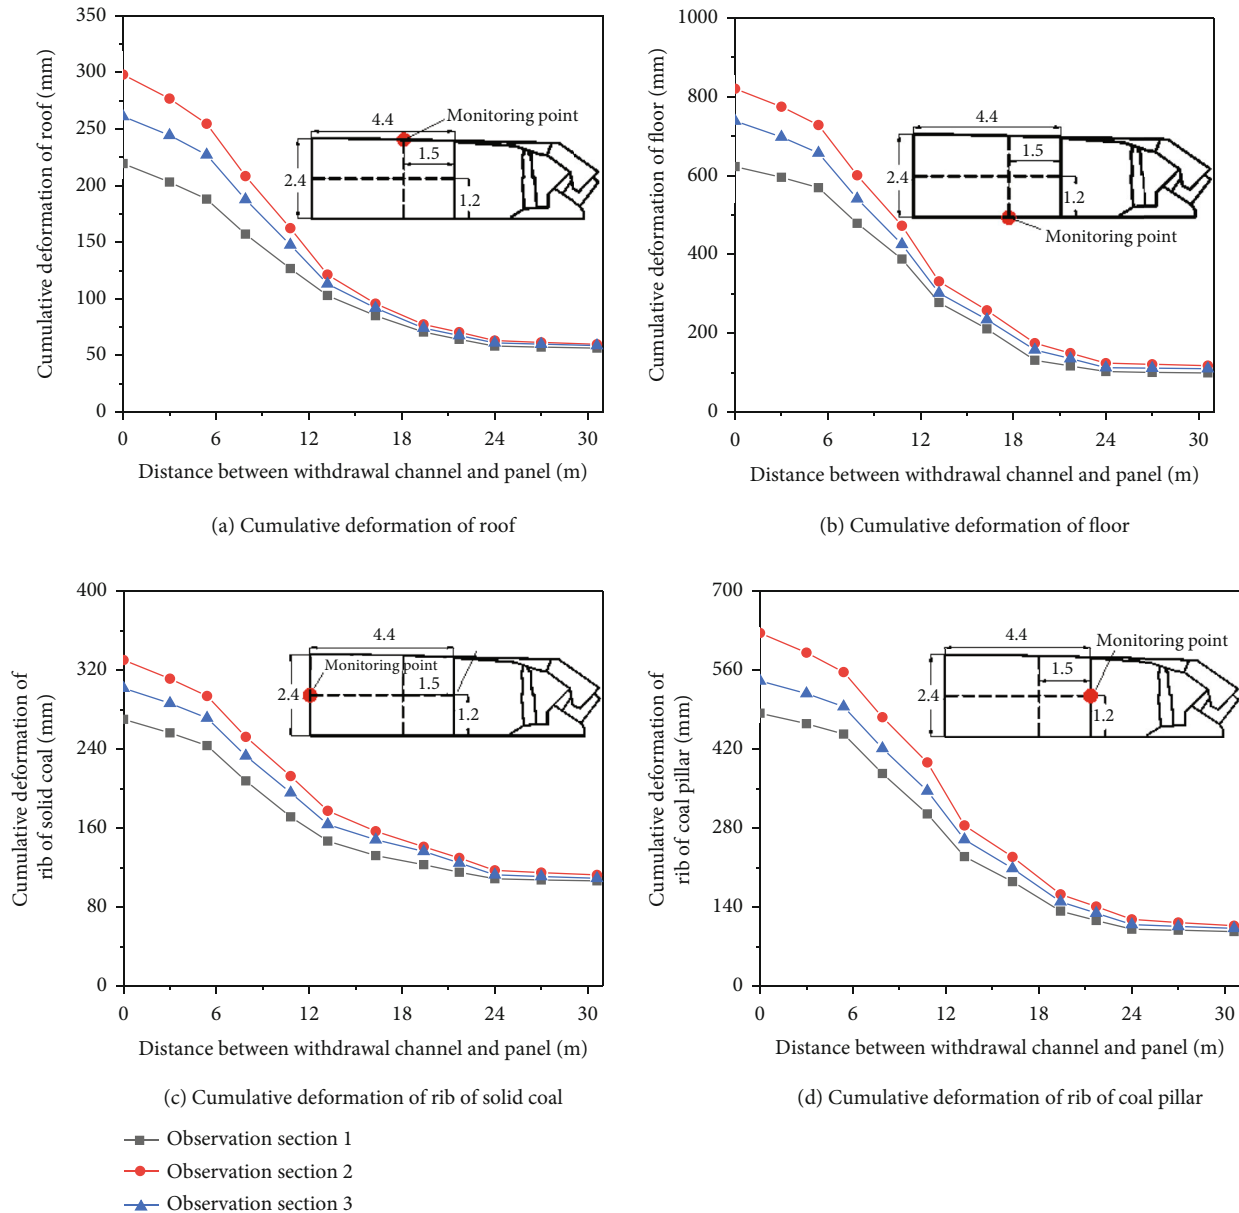 350
300
250
200
150
100
50
0
Cumulative deformation of roof (mm)
4.4
Monitoring point
1.5
2.4
1.2
0 6 12 18 24 30
Distance between withdrawal channel and panel (m)
(a) Cumulative deformation of roof
1000
800
600
400
200
0
Cumulative deformation of floor (mm)
4.4
1.5
2.4
1.2
Monitoring point
0 6 12 18 24 30
Distance between withdrawal channel and panel (m)
(b) Cumulative deformation of floor
400
320
240
160
80
0
Cumulative deformation of
rib of solid coal (mm)
4.4
Monitoring point
1.5
2.4
1.2
0 6 12 18 24 30
Distance between withdrawal channel and panel (m)
(c) Cumulative deformation of rib of solid coal
700
560
420
280
140
0
Cumulative deformation of
rib of coal pillar (mm)
4.4
Monitoring point
1.5
2.4
1.2
0 6 12 18 24 30
Distance between withdrawal channel and panel (m)
(d) Cumulative deformation of rib of coal pillar
Observation section 1
Observation section 2
Observation section 3